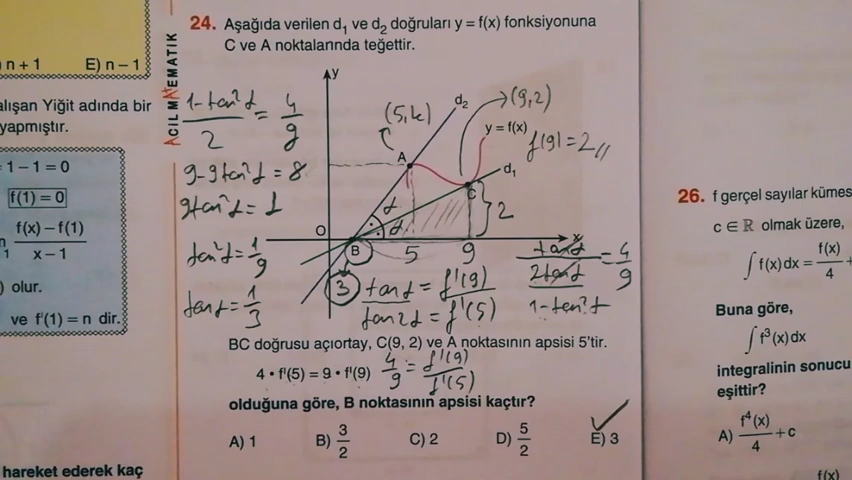 n + 1 E) n – 1
alışan Yiğit adında bir
yapmıştır.
1 – 1 = 0
f(1) = 0
f(x) – f(1)
x – 1
1
) olur.
ve f'(1) = n dir.
hareket ederek kaç
ACIL MATEMATIK
24. Aşağıda verilen d₁ ve d₂ doğruları y = f(x) fonksiyonuna
C ve A noktalarında teğettir.
y
d₂
y = f(x)
d₁
A
C
O
B
x
(5,k)
(9,2)
f(9) = 2 //
α
α
2
5
9
3
1-tan²α / 2 = 4/9
9-9tan²α = 8
9tan²α = 1
tan²α = 1/9
tanα = 1/3
tanα = f'(9)
tan2α = f'(5)
tanα / (2tanα / 1-tan²α) = 4/9
BC doğrusu açıortay, C(9, 2) ve A noktasının apsisi 5'tir.
4 • f'(5) = 9 • f'(9)
4/9 = f'(9)/f'(5)
olduğuna göre, B noktasının apsisi kaçtır?
A) 1 B) 3/2 C) 2 D) 5/2 E) 3
26. f gerçel sayılar kümes
c ∈ ℝ olmak üzere,
∫ f(x) dx = f(x)/4 +
Buna göre,
∫ f³(x) dx
integralinin sonucu
eşittir?
A) f⁴(x)/4 + c
f(x)